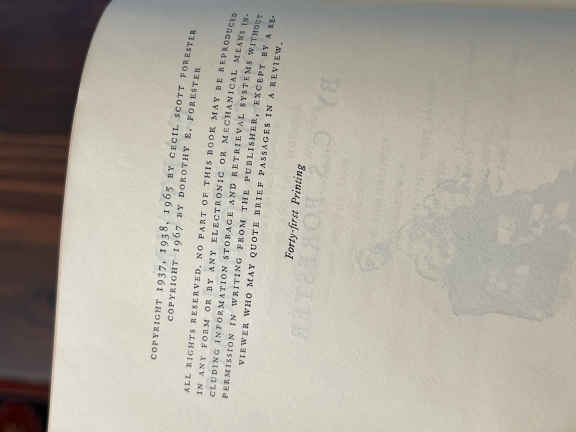 COPYRIGHT 1937, 1938, 1965 BY CECIL SCOTT FORESTER
COPYRIGHT 1967 BY DOROTHY E. FORESTER
ALL RIGHTS RESERVED. NO PART OF THIS BOOK MAY BE REPRODUCED
IN ANY FORM OR BY ANY ELECTRONIC OR MECHANICAL MEANS IN-
CLUDING INFORMATION STORAGE AND RETRIEVAL SYSTEMS WITHOUT
PERMISSION IN WRITING FROM THE PUBLISHER, EXCEPT BY A RE-
VIEWER WHO MAY QUOTE BRIEF PASSAGES IN A REVIEW.
Forty-first Printing